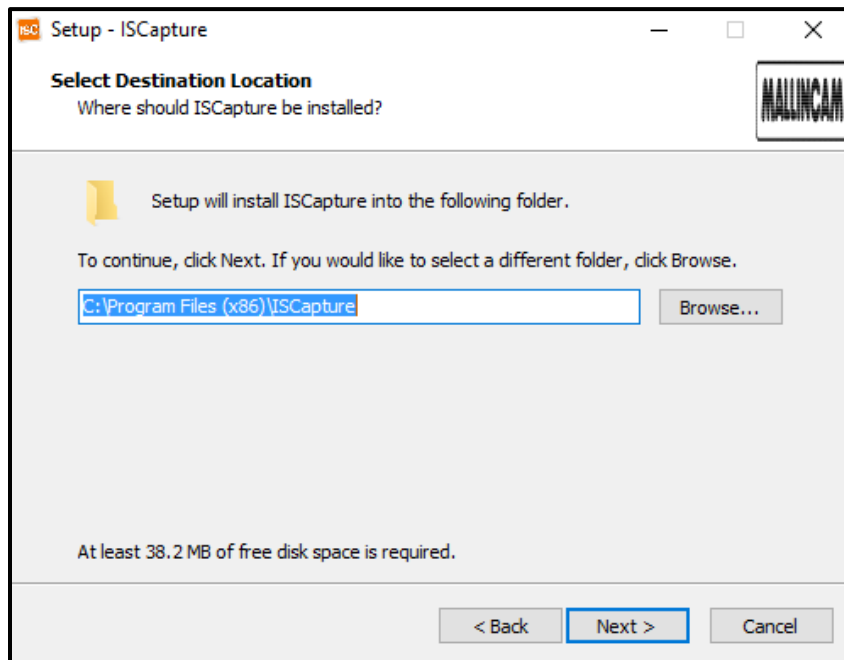 ISC Setup - ISCapture
Select Destination Location
Where should ISCapture be installed?
MALLINCAM
Setup will install ISCapture into the following folder.
To continue, click Next. If you would like to select a different folder, click Browse.
C:\Program Files (x86)\ISCapture
Browse...
At least 38.2 MB of free disk space is required.
< Back Next > Cancel